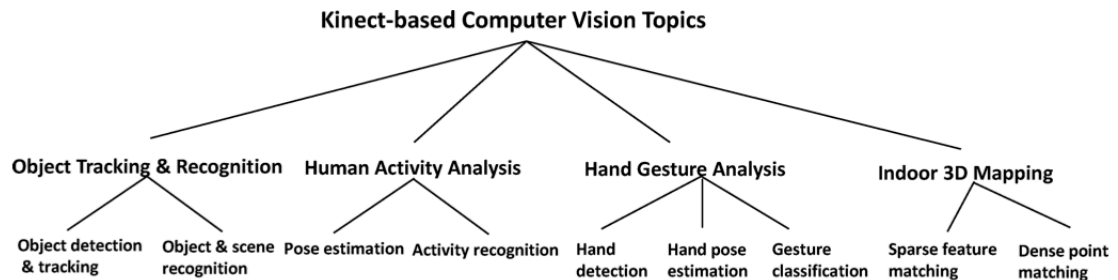 Kinect-based Computer Vision Topics
Object Tracking & Recognition
Human Activity Analysis
Hand Gesture Analysis
Indoor 3D Mapping
Object detection
& tracking
Object & scene
recognition
Pose estimation
Activity recognition
Hand
detection
Hand pose
estimation
Gesture
classification
Sparse feature
matching
Dense point
matching